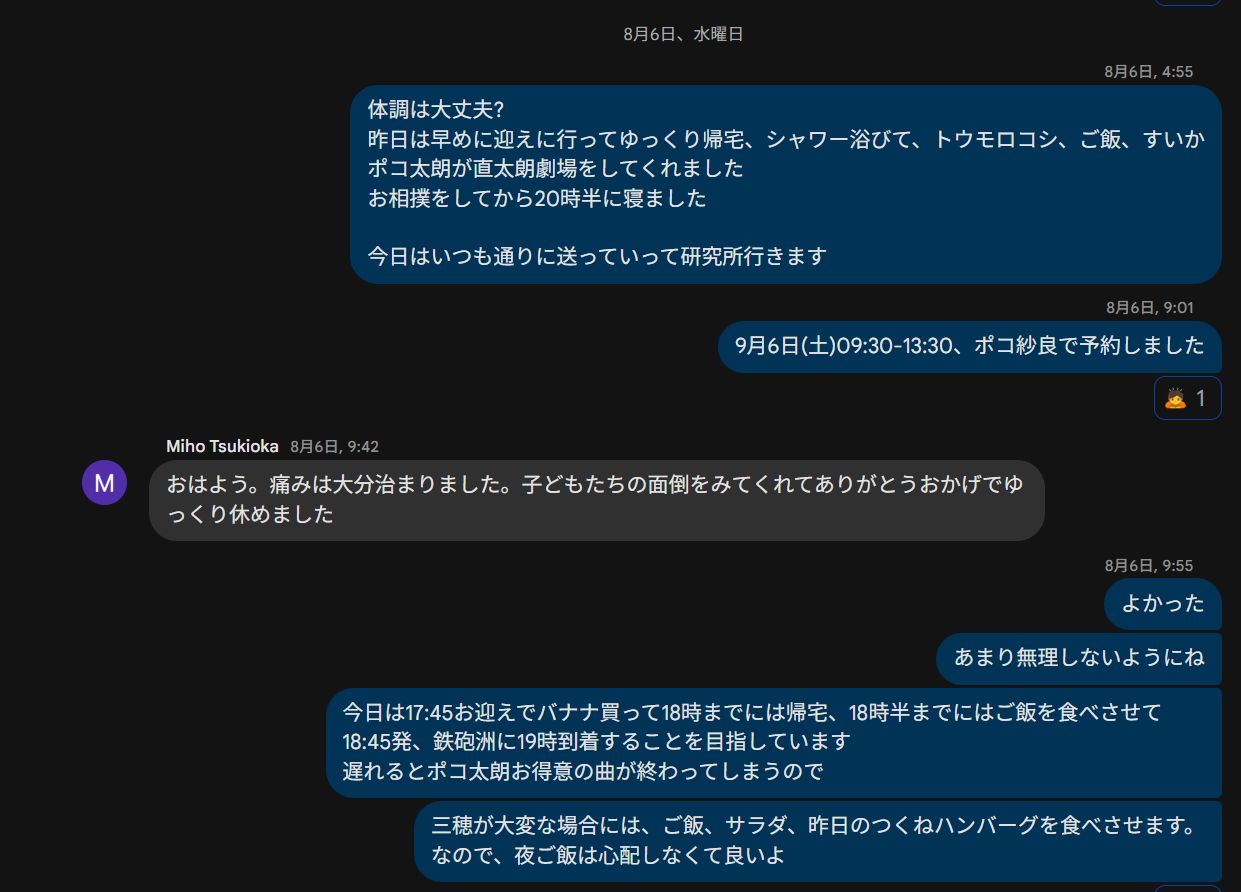 8月6日、水曜日
8月6日, 4:55
体調は大丈夫?
昨日は早めに迎えに行ってゆっくり帰宅、シャワー浴びて、トウモロコシ、ご飯、すいか
ポコ太朗が直太朗劇場をしてくれました
お相撲をしてから20時半に寝ました
今日はいつも通りに送っていって研究所行きます
8月6日, 9:01
9月6日(土)09:30-13:30、ポコ紗良で予約しました
🙇 1
Miho Tsukioka 8月6日, 9:42
M
おはよう。痛みは大分治まりました。子どもたちの面倒をみてくれてありがとうおかげでゆ
っくり休めました
8月6日, 9:55
よかった
あまり無理しないようにね
今日は17:45お迎えでバナナ買って18時までには帰宅、18時半までにはご飯を食べさせて
18:45発、鉄砲洲に19時到着することを目指しています
遅れるとポコ太朗お得意の曲が終わってしまうので
三穂が大変な場合には、ご飯、サラダ、昨日のつくねハンバーグを食べさせます。
なので、夜ご飯は心配しなくて良いよ